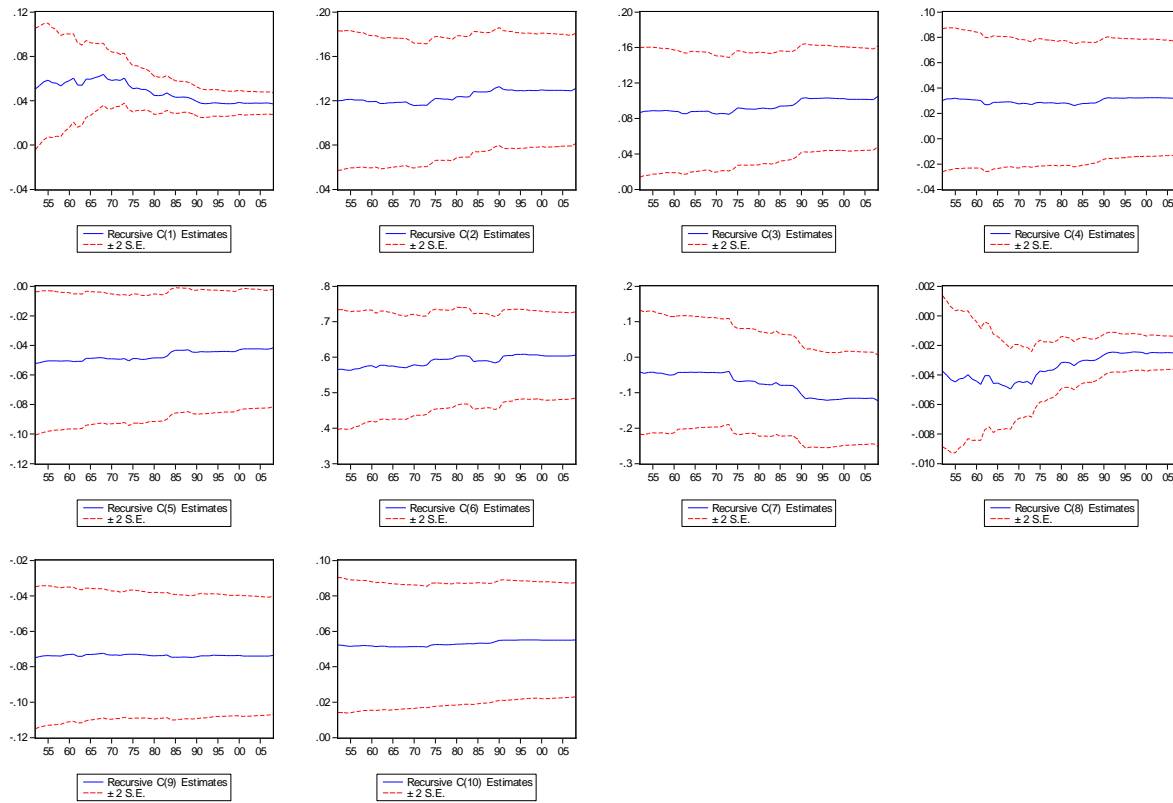 .12
.08
.04
.00
-.04
55 60 65 70 75 80 85 90 95 00 05
Recursive C(1) Estimates
± 2 S.E.
.20
.16
.12
.08
.04
55 60 65 70 75 80 85 90 95 00 05
Recursive C(2) Estimates
± 2 S.E.
.20
.16
.12
.08
.04
.00
55 60 65 70 75 80 85 90 95 00 05
Recursive C(3) Estimates
± 2 S.E.
.10
.08
.06
.04
.02
.00
-.02
-.04
55 60 65 70 75 80 85 90 95 00 05
Recursive C(4) Estimates
± 2 S.E.
.00
-.02
-.04
-.06
-.08
-.10
-.12
55 60 65 70 75 80 85 90 95 00 05
Recursive C(5) Estimates
± 2 S.E.
.8
.7
.6
.5
.4
.3
55 60 65 70 75 80 85 90 95 00 05
Recursive C(6) Estimates
± 2 S.E.
.2
.1
.0
-.1
-.2
-.3
55 60 65 70 75 80 85 90 95 00 05
Recursive C(7) Estimates
± 2 S.E.
.002
.000
-.002
-.004
-.006
-.008
-.010
55 60 65 70 75 80 85 90 95 00 05
Recursive C(8) Estimates
± 2 S.E.
-.02
-.04
-.06
-.08
-.10
-.12
55 60 65 70 75 80 85 90 95 00 05
Recursive C(9) Estimates
± 2 S.E.
.10
.08
.06
.04
.02
.00
55 60 65 70 75 80 85 90 95 00 05
Recursive C(10) Estimates
± 2 S.E.